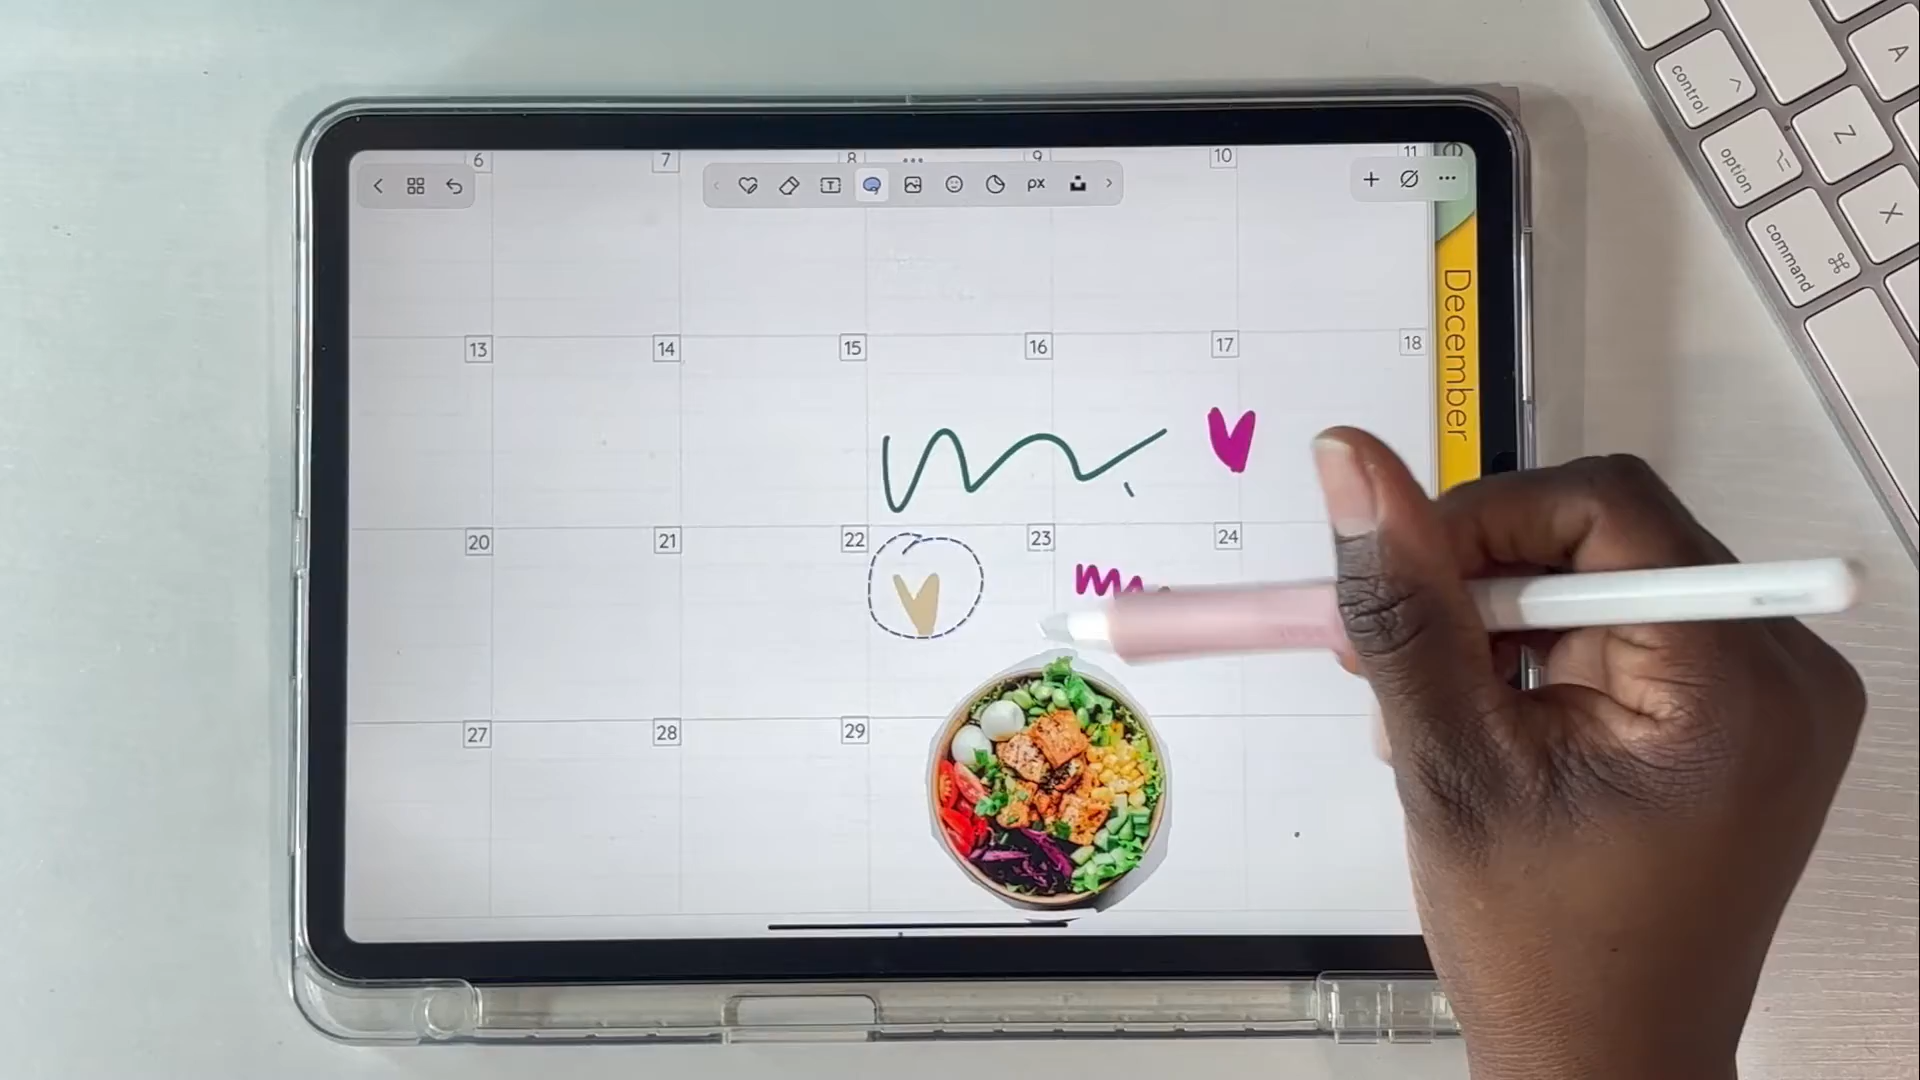 6 7 8 9 10 11
T px
13 14 15 16 17 18
December
20 21 22 23 24
27 28 29
control
option
command
A
Z
X